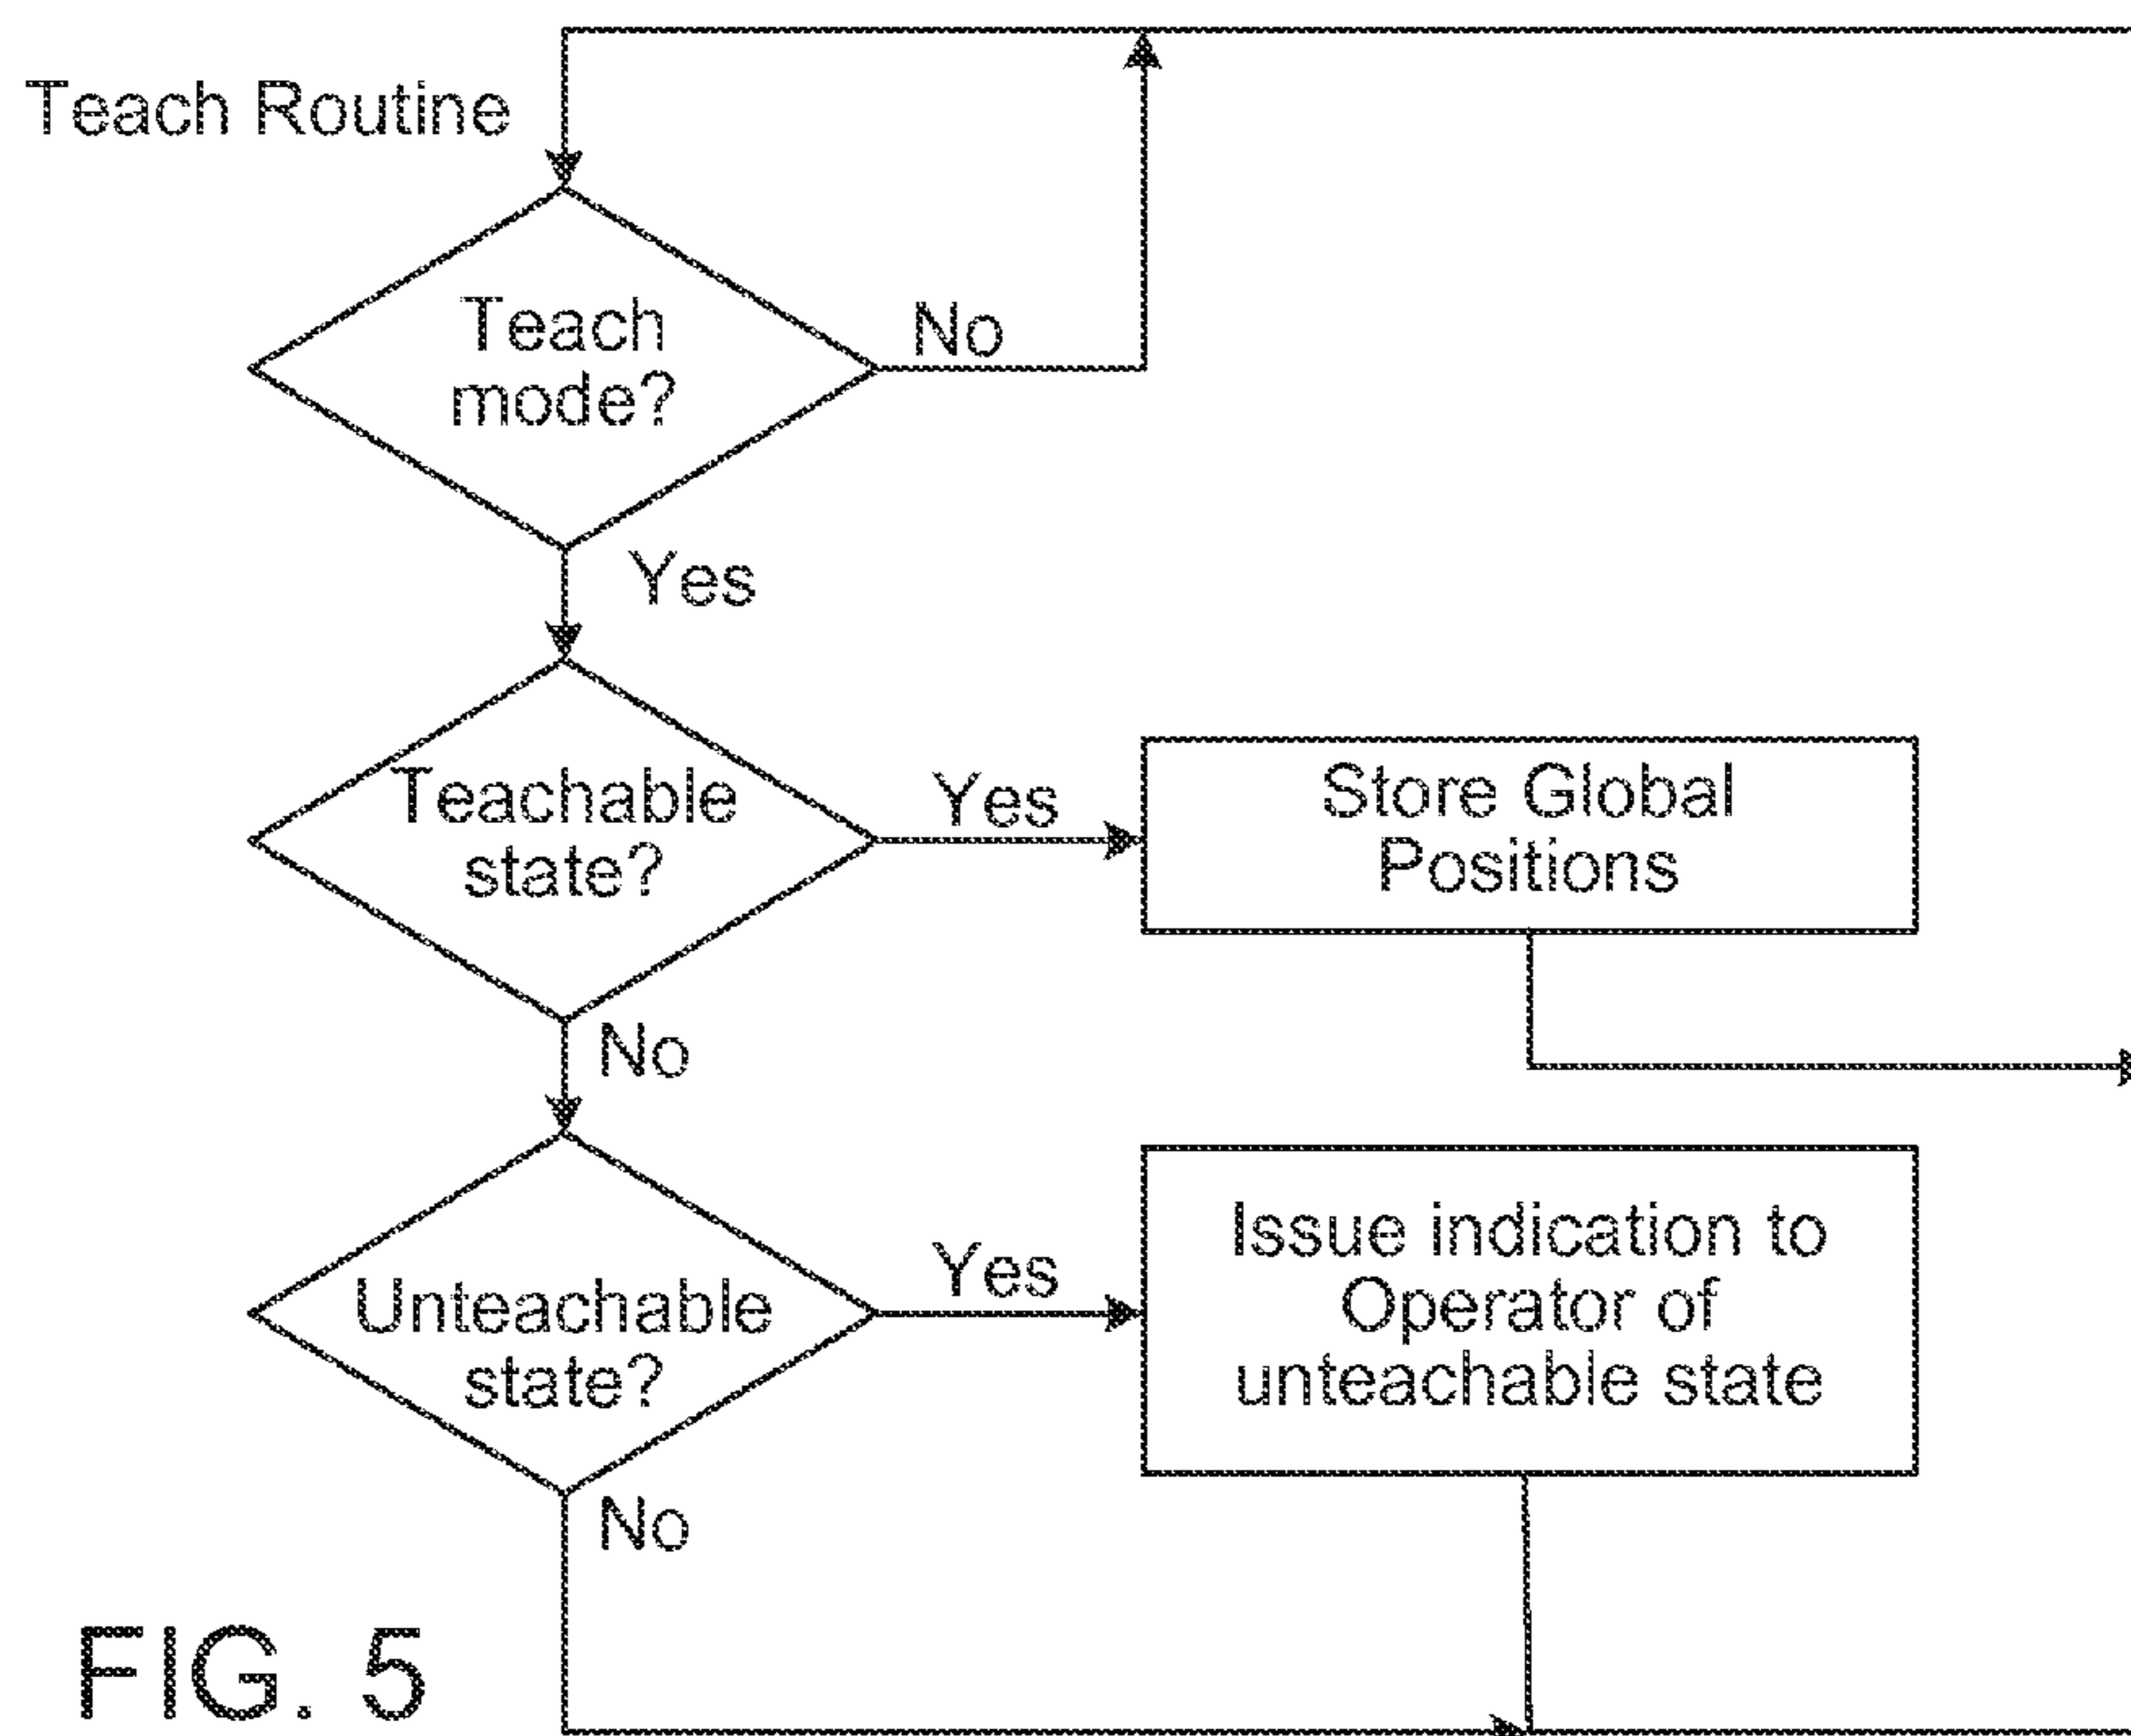 Teach Routine
Teach
mode?
No
Yes
Teachable
state?
Yes
Store Global
Positions
No
Unteachable
state?
Yes
Issue indication to
Operator of
unteachable state
No
FIG. 5